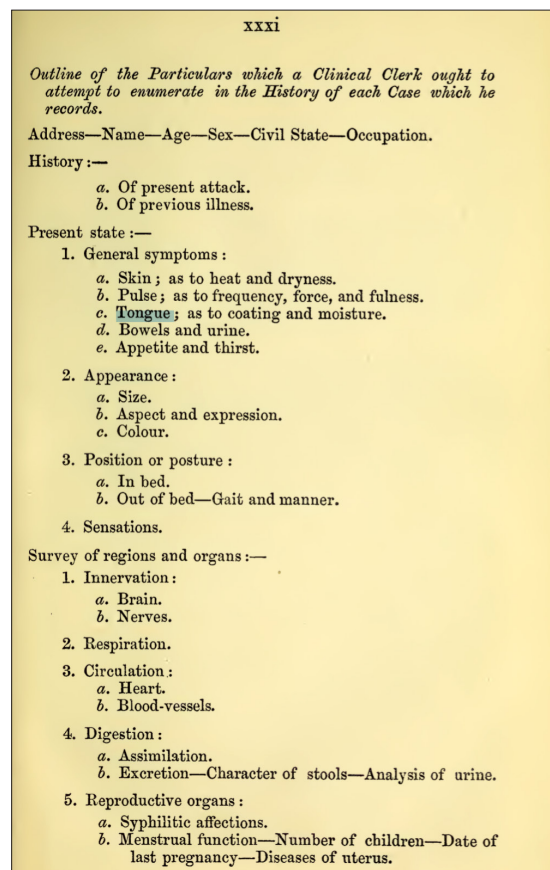 xxxi
Outline of the Particulars which a Clinical Clerk ought to
attempt to enumerate in the History of each Case which he
records.
Address—Name—Age—Sex—Civil State—Occupation.
History:—
a. Of present attack.
b. Of previous illness.
Present state:—
1. General symptoms:
a. Skin; as to heat and dryness.
b. Pulse; as to frequency, force, and fulness.
c. Tongue; as to coating and moisture.
d. Bowels and urine.
e. Appetite and thirst.
2. Appearance:
a. Size.
b. Aspect and expression.
c. Colour.
3. Position or posture:
a. In bed.
b. Out of bed—Gait and manner.
4. Sensations.
Survey of regions and organs:—
1. Innervation:
a. Brain.
b. Nerves.
2. Respiration.
3. Circulation:
a. Heart.
b. Blood-vessels.
4. Digestion:
a. Assimilation.
b. Excretion—Character of stools—Analysis of urine.
5. Reproductive organs:
a. Syphilitic affections.
b. Menstrual function—Number of children—Date of
last pregnancy—Diseases of uterus.